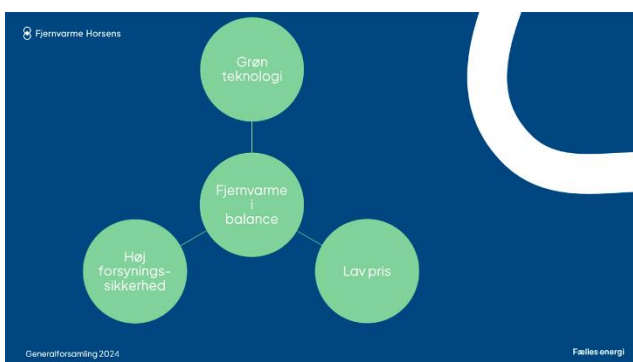 Fjernvarme Horsens
Grøn
teknologi
Fjernvarme
i
balance
Høj
forsynings-
sikkerhed
Lav pris
Generalforsamling 2024
Fælles energi